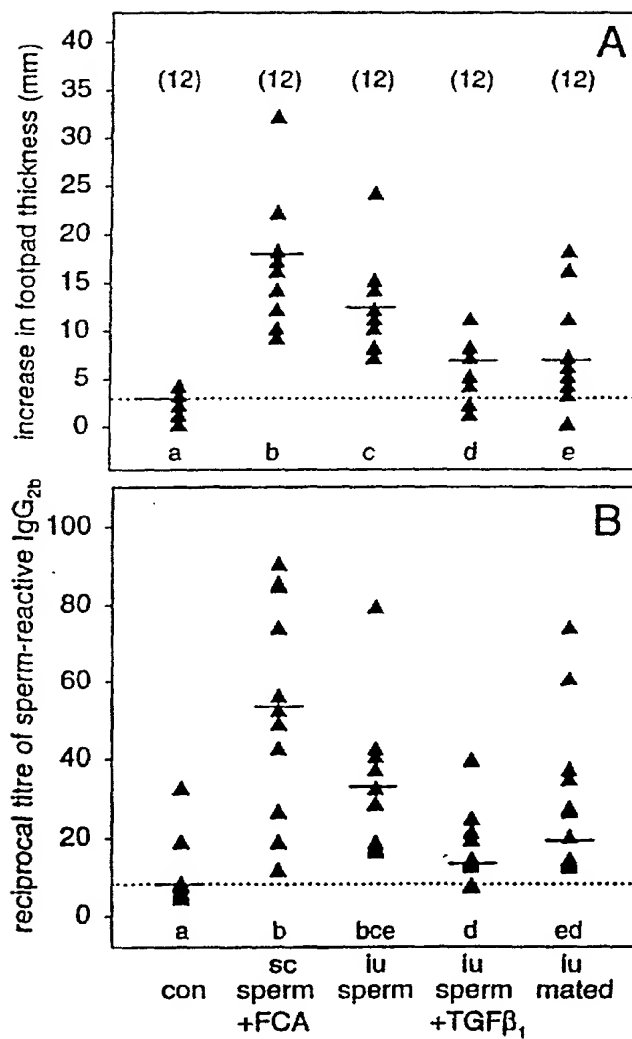 A
increase in footpad thickness (mm)
40
35
30
25
20
15
10
5
0
(12) (12) (12) (12) (12)
a b c d e
B
reciprocal titre of sperm-reactive IgG2b
100
80
60
40
20
0
a b bce d ed
con sc sperm +FCA iu sperm iu sperm +TGFβ1 iu mated